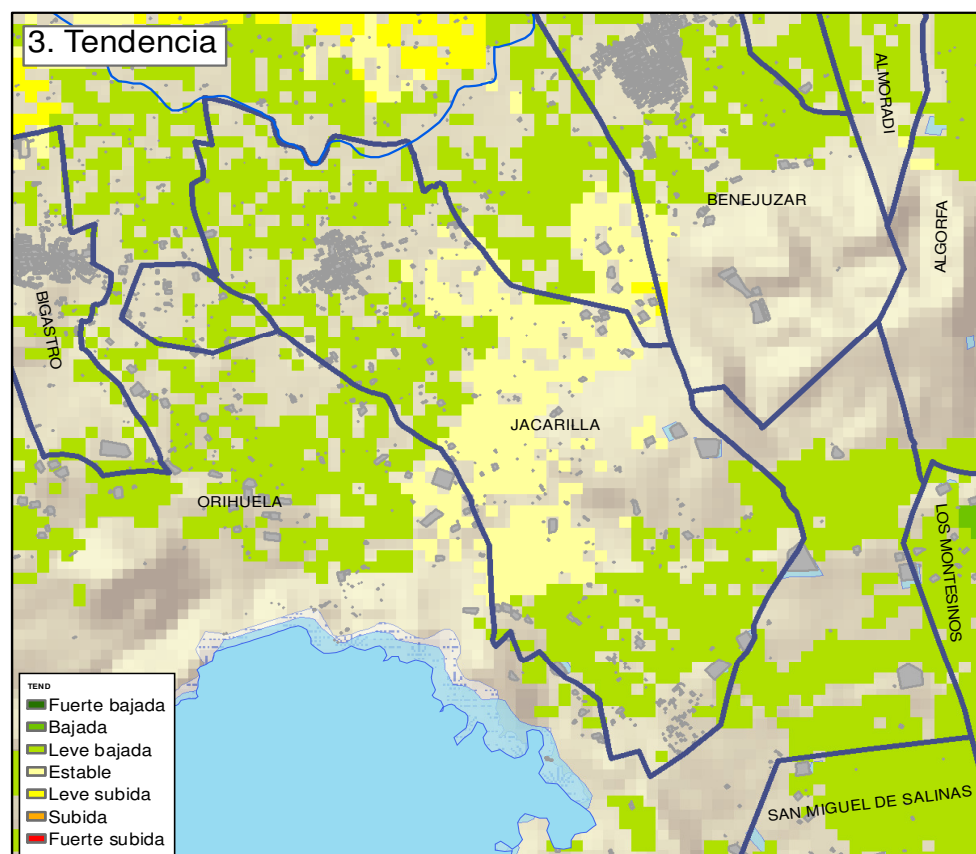 3. Tendencia
ALMORADI
BENEJUZAR
ALGORFA
BIGASTRO
JACARILLA
ORIHUELA
LOS MONTESINOS
SAN MIGUEL DE SALINAS
TEND
Fuerte bajada
Bajada
Leve bajada
Estable
Leve subida
Subida
Fuerte subida